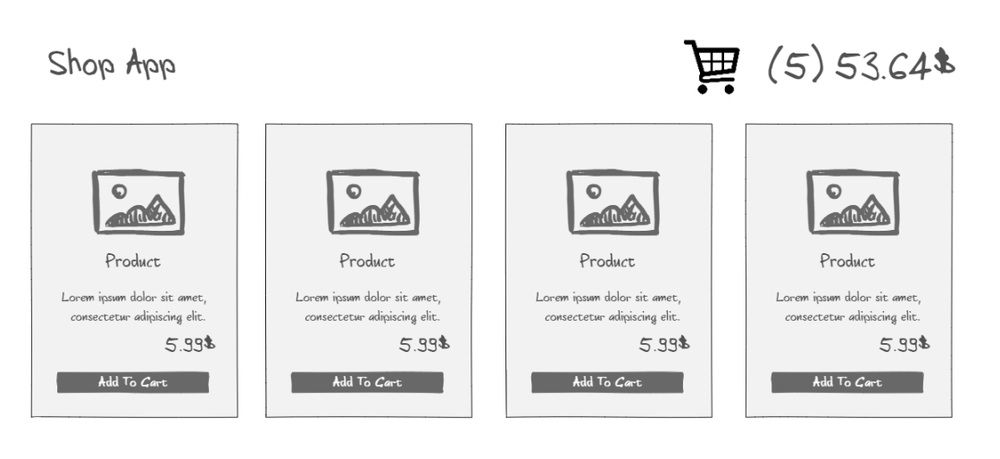 Shop App
(5) 53.64$
Product
Lorem ipsum dolor sit amet,
consectetur adipiscing elit.
5.99$
Add To Cart
Product
Lorem ipsum dolor sit amet,
consectetur adipiscing elit.
5.99$
Add To Cart
Product
Lorem ipsum dolor sit amet,
consectetur adipiscing elit.
5.99$
Add To Cart
Product
Lorem ipsum dolor sit amet,
consectetur adipiscing elit.
5.99$
Add To Cart